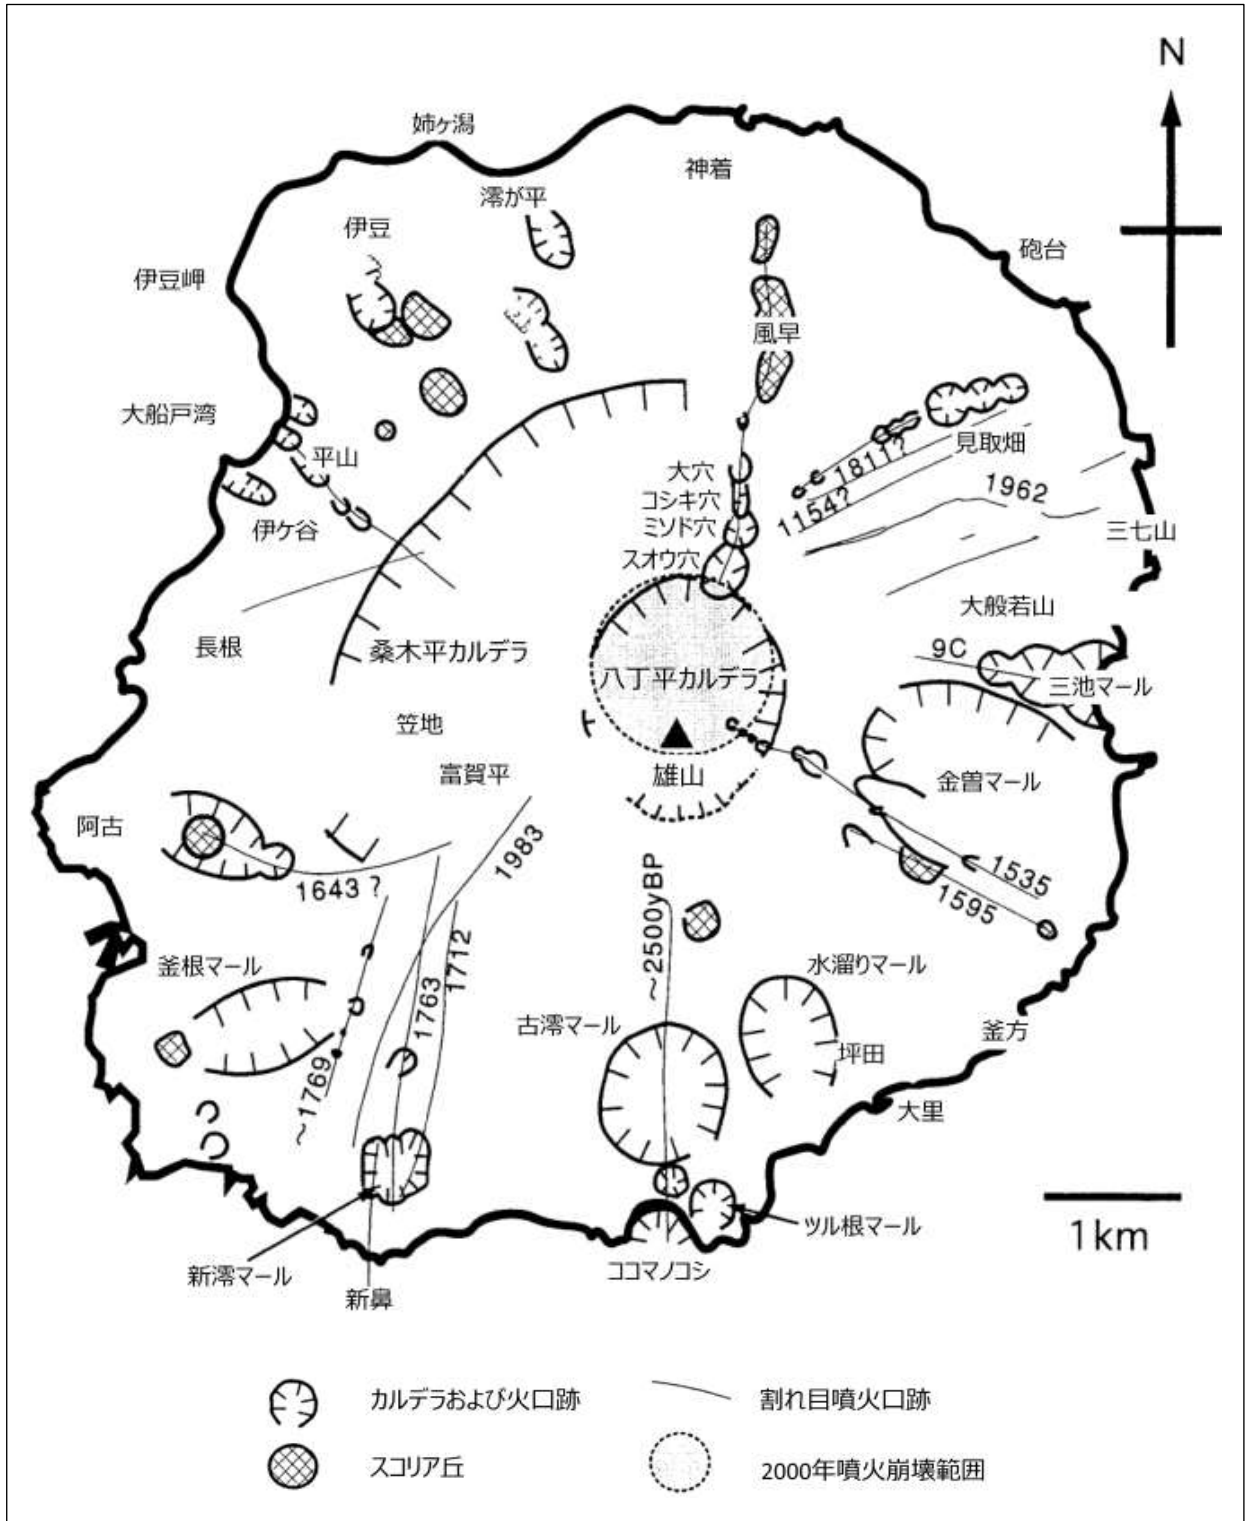 N
姉ヶ潟
神着
澪が平
伊豆
砲台
伊豆岬
風早
大船戸湾
見取畑
平山
大穴
1811?
コシキ穴
1962
1154?
ミソド穴
伊ケ谷
三七山
スオウ穴
大般若山
長根
桑木平カルデラ
9C
八丁平カルデラ
三池マール
笠地
富賀平
雄山
金曽マール
阿古
1983
1643?
1535
1595
~2500yBP
1712
釜根マール
水溜りマール
1763
古澪マール
釜方
坪田
~1769
大里
ツル根マール
1km
新澪マール
ココマノコシ
新鼻
カルデラおよび火口跡
割れ目噴火口跡
スコリア丘
2000年噴火崩壊範囲